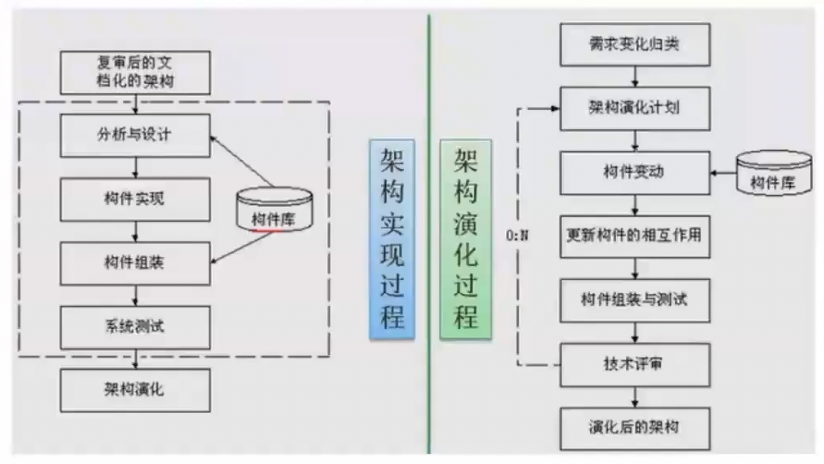 复审后的文
档化的架构
分析与设计
构件实现
构件库
构件组装
系统测试
架构演化
架构实现过程
架构演化过程
需求变化归类
架构演化计划
构件变动
构件库
更新构件的相互作用
0:N
构件组装与测试
技术评审
演化后的架构